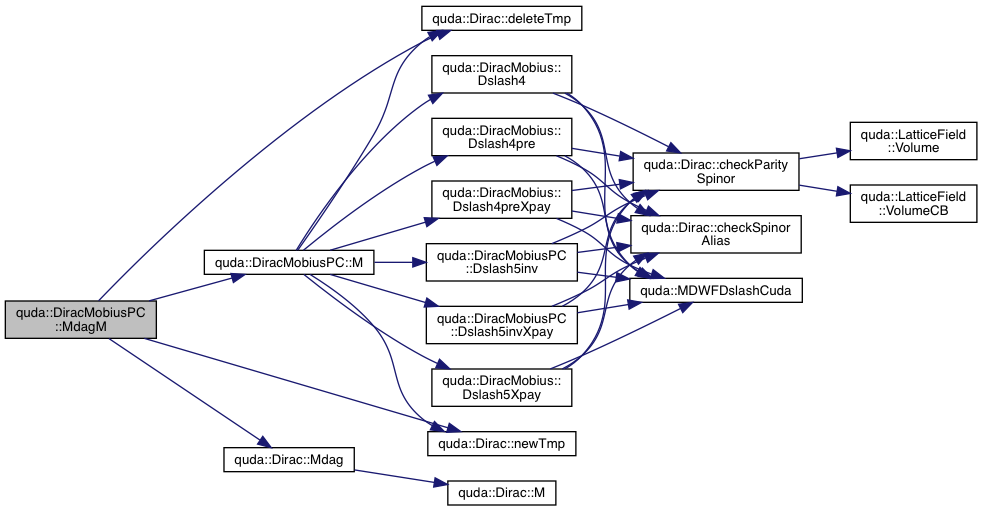 quda::DiracMobiusPC
::MdagM
quda::DiracMobiusPC::M
quda::Dirac::Mdag
quda::Dirac::deleteTmp
quda::DiracMobius::
Dslash4
quda::DiracMobius::
Dslash4pre
quda::DiracMobius::
Dslash4preXpay
quda::DiracMobiusPC
::Dslash5inv
quda::DiracMobiusPC
::Dslash5invXpay
quda::DiracMobius::
Dslash5Xpay
quda::Dirac::newTmp
quda::Dirac::M
quda::Dirac::checkParity
Spinor
quda::Dirac::checkSpinor
Alias
quda::MDWFDslashCuda
quda::LatticeField
::Volume
quda::LatticeField
::VolumeCB